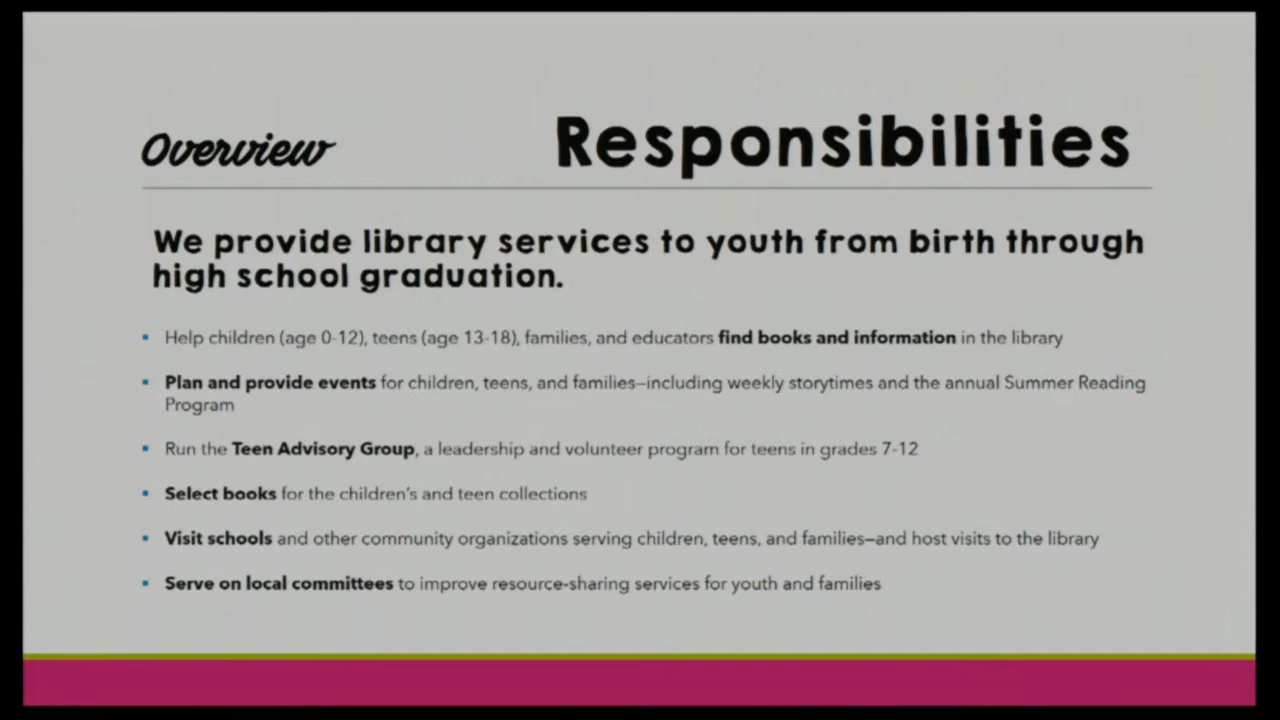 Overview
Responsibilities
We provide library services to youth from birth through
high school graduation.
▪ Help children (age 0-12), teens (age 13-18), families, and educators find books and information in the library
▪ Plan and provide events for children, teens, and families—including weekly storytimes and the annual Summer Reading
Program
▪ Run the Teen Advisory Group, a leadership and volunteer program for teens in grades 7-12
▪ Select books for the children's and teen collections
▪ Visit schools and other community organizations serving children, teens, and families—and host visits to the library
▪ Serve on local committees to improve resource-sharing services for youth and families